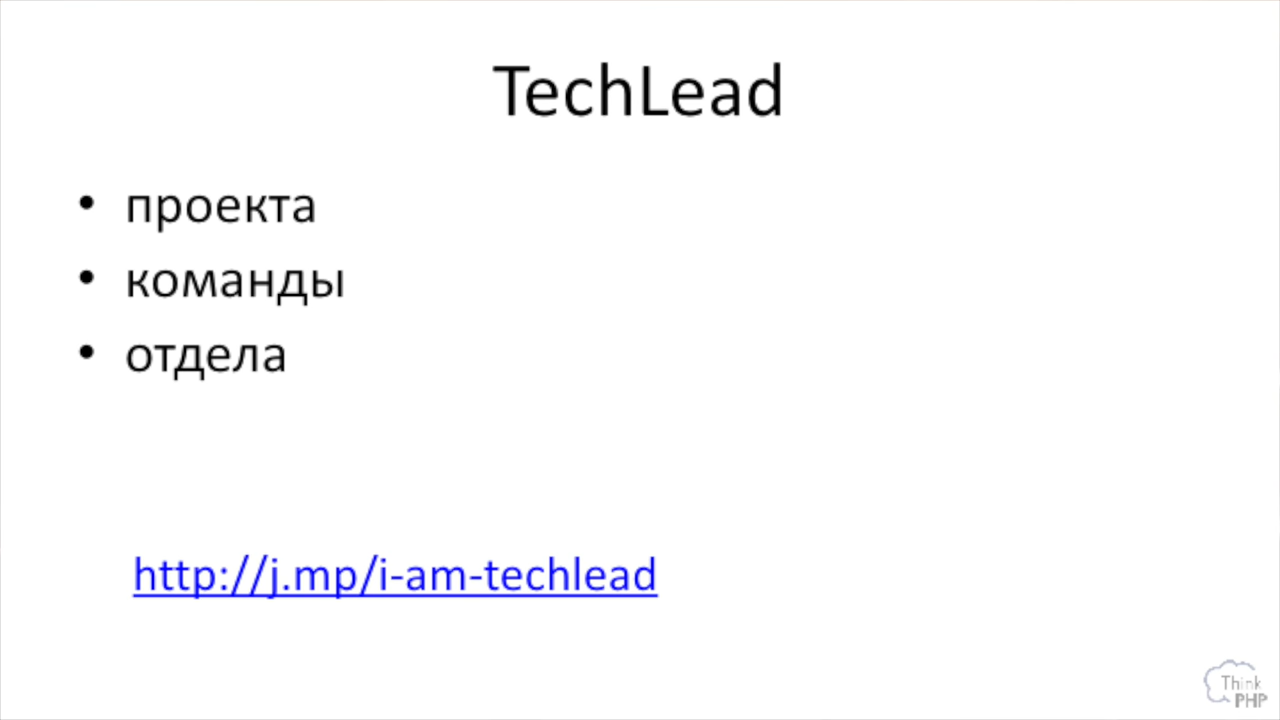 TechLead
• проекта
• команды
• отдела
http://j.mp/i-am-techlead
Think
PHP